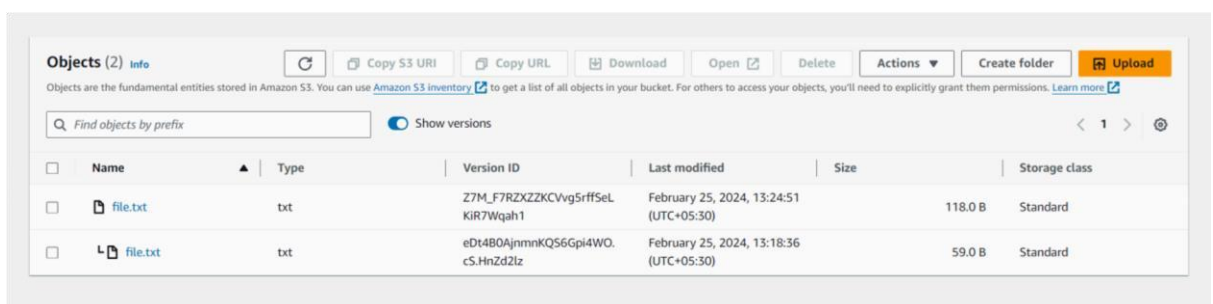 Objects (2) Info
Copy S3 URI
Copy URL
Download
Open
Delete
Actions
Create folder
Upload
Objects are the fundamental entities stored in Amazon S3. You can use Amazon S3 inventory to get a list of all objects in your bucket. For others to access your objects, you'll need to explicitly grant them permissions. Learn more
Find objects by prefix
Show versions
1
Name Type Version ID Last modified Size Storage class
file.txt txt Z7M_F7RZXZZKCVvg5rffSeL February 25, 2024, 13:24:51 118.0 B Standard
KiR7Wqah1 (UTC+05:30)
file.txt txt eDt4B0AjnmnKQS6Gpi4WO. February 25, 2024, 13:18:36 59.0 B Standard
cS.HnZd2lz (UTC+05:30)